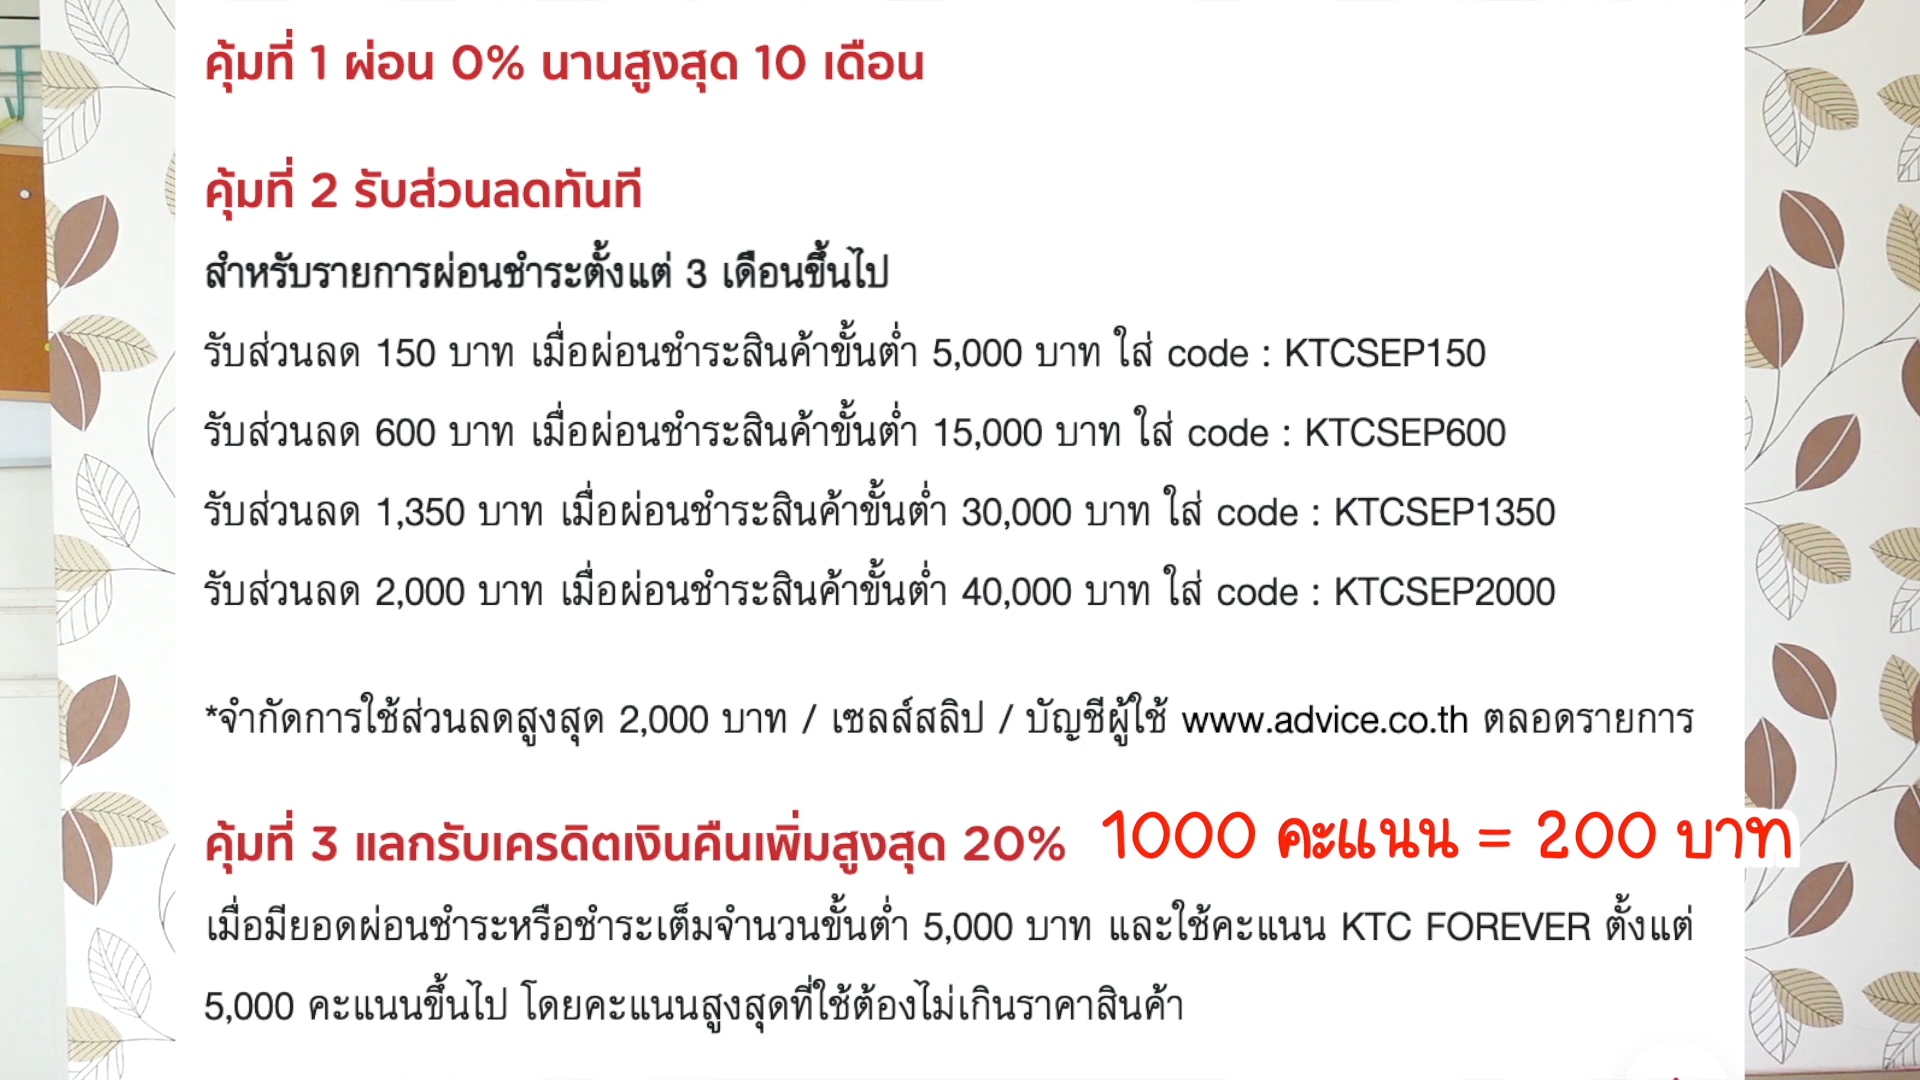 คุ้มที่ 1 ผ่อน 0% นานสูงสุด 10 เดือน
คุ้มที่ 2 รับส่วนลดทันที
สำหรับรายการผ่อนชำระตั้งแต่ 3 เดือนขึ้นไป
รับส่วนลด 150 บาท เมื่อผ่อนชำระสินค้าขั้นต่ำ 5,000 บาท ใส่ code : KTCSEP150
รับส่วนลด 600 บาท เมื่อผ่อนชำระสินค้าขั้นต่ำ 15,000 บาท ใส่ code : KTCSEP600
รับส่วนลด 1,350 บาท เมื่อผ่อนชำระสินค้าขั้นต่ำ 30,000 บาท ใส่ code : KTCSEP1350
รับส่วนลด 2,000 บาท เมื่อผ่อนชำระสินค้าขั้นต่ำ 40,000 บาท ใส่ code : KTCSEP2000
*จำกัดการใช้ส่วนลดสูงสุด 2,000 บาท / เซลส์สลิป / บัญชีผู้ใช้ www.advice.co.th ตลอดรายการ
คุ้มที่ 3 แลกรับเครดิตเงินคืนเพิ่มสูงสุด 20% 1000 คะแนน = 200 บาท
เมื่อมียอดผ่อนชำระหรือชำระเต็มจำนวนขั้นต่ำ 5,000 บาท และใช้คะแนน KTC FOREVER ตั้งแต่
5,000 คะแนนขึ้นไป โดยคะแนนสูงสุดที่ใช้ต้องไม่เกินราคาสินค้า